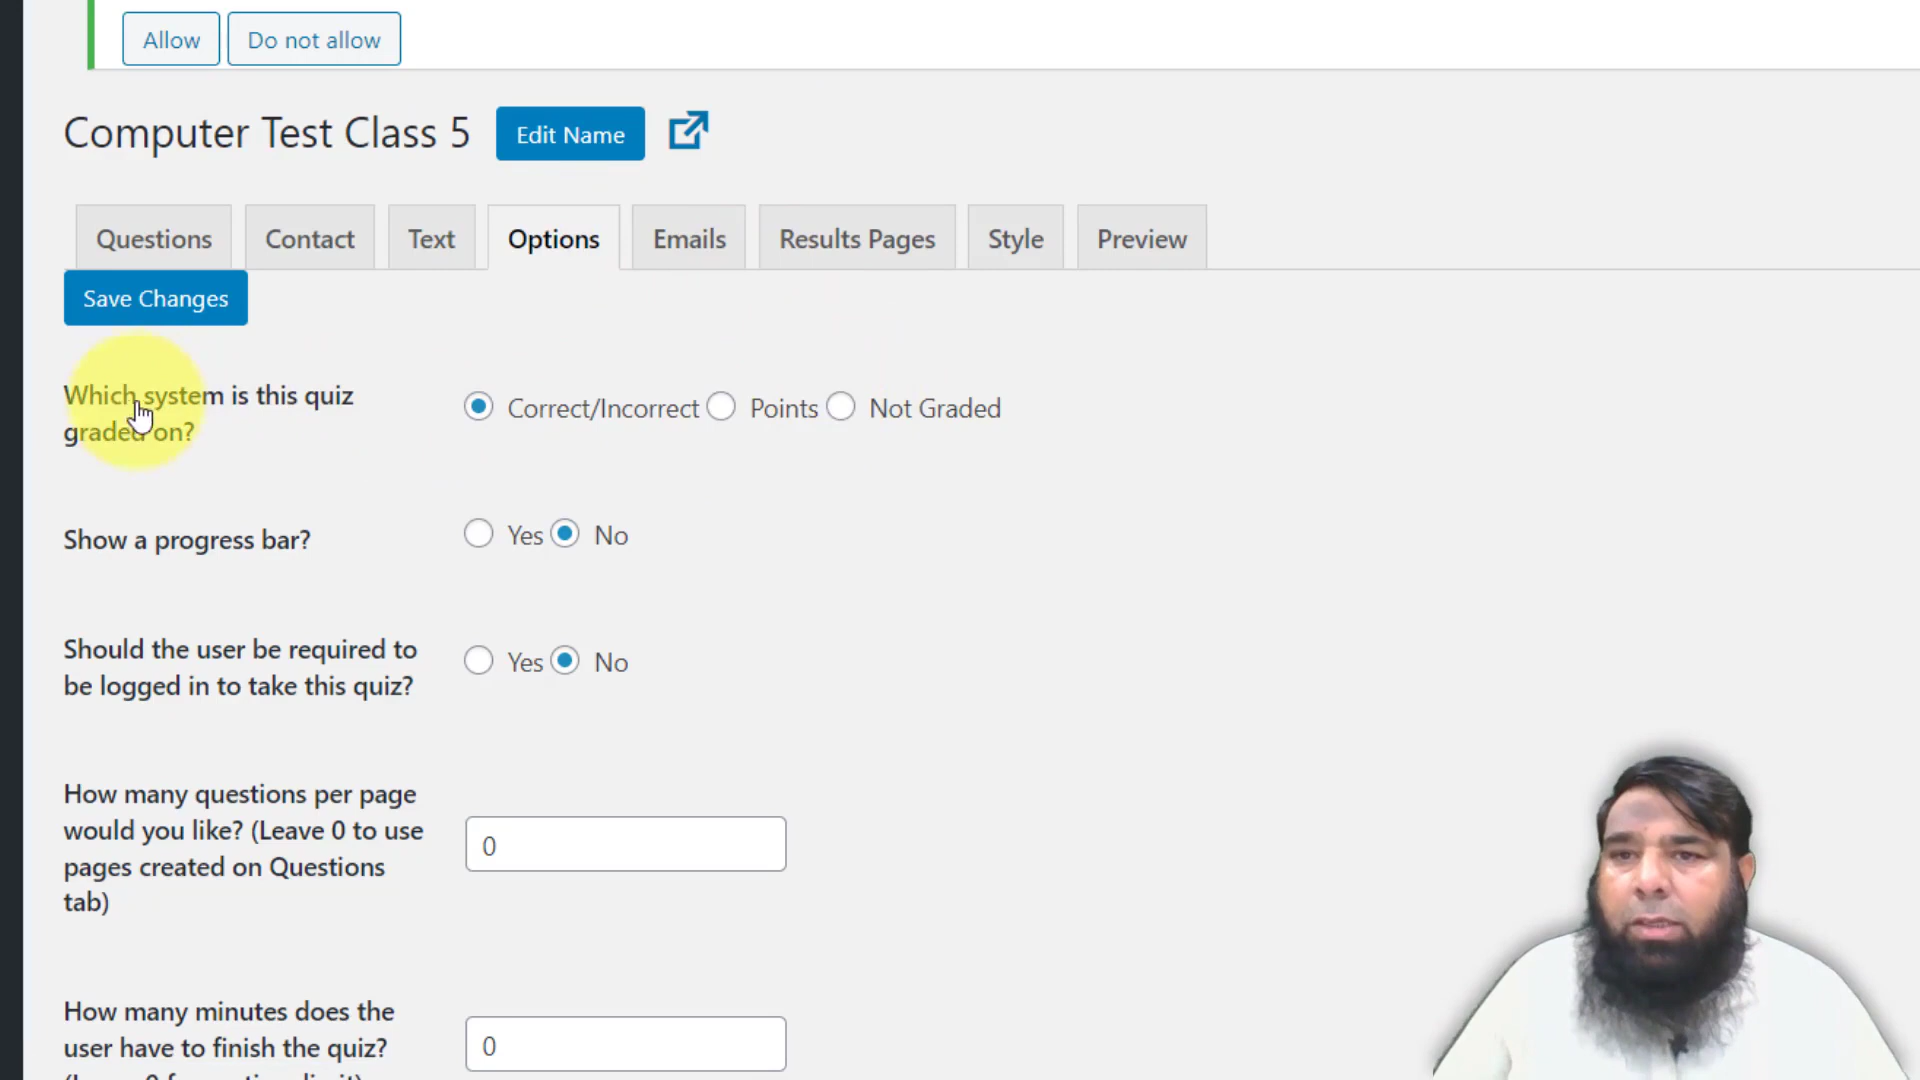 Allow Do not allow
Computer Test Class 5 Edit Name
Questions Contact Text Options Emails Results Pages Style Preview
Save Changes
Which system is this quiz
graded on?
Correct/Incorrect Points Not Graded
Show a progress bar?
Yes No
Should the user be required to
be logged in to take this quiz?
Yes No
How many questions per page
would you like? (Leave 0 to use
pages created on Questions
tab)
0
How many minutes does the
user have to finish the quiz?
0